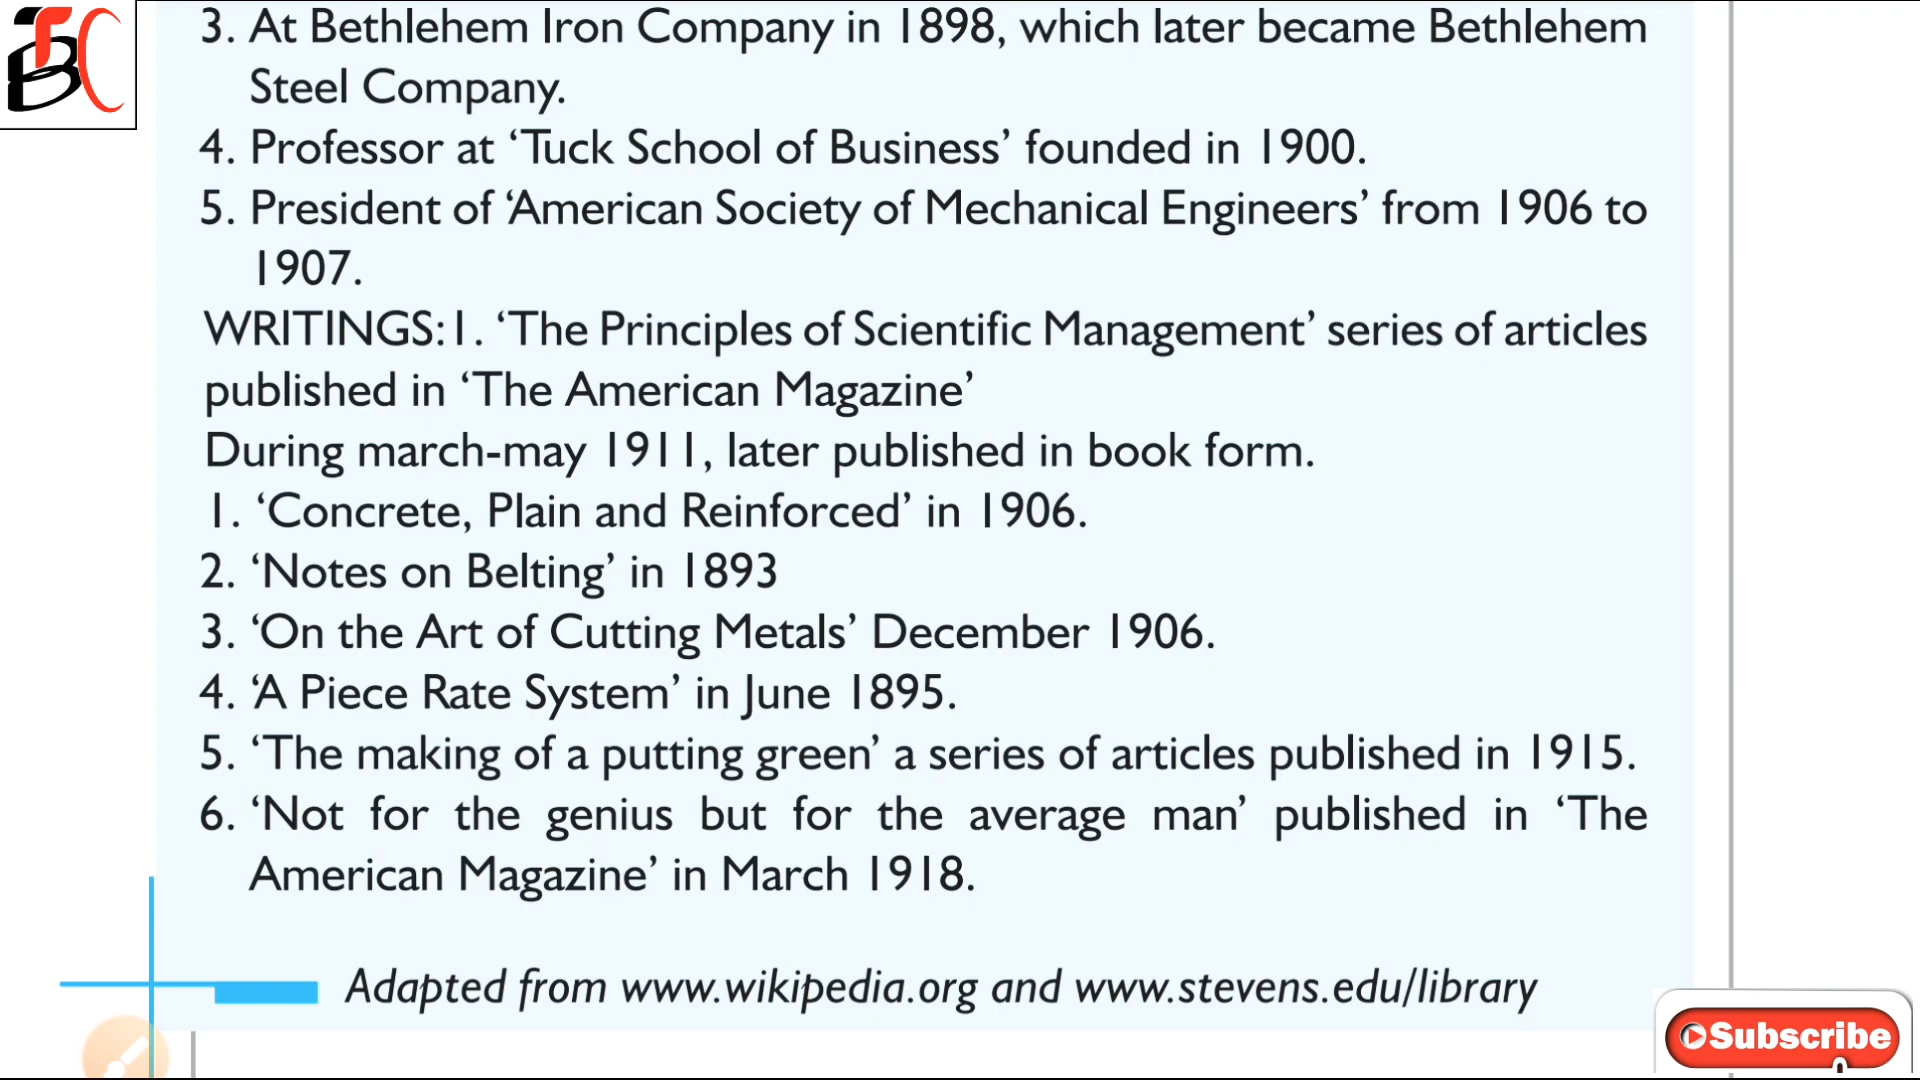 3. At Bethlehem Iron Company in 1898, which later became Bethlehem
Steel Company.
4. Professor at ‘Tuck School of Business’ founded in 1900.
5. President of ‘American Society of Mechanical Engineers’ from 1906 to
1907.
WRITINGS:1. ‘The Principles of Scientific Management’ series of articles
published in ‘The American Magazine’
During march-may 1911, later published in book form.
1. ‘Concrete, Plain and Reinforced’ in 1906.
2. ‘Notes on Belting’ in 1893
3. ‘On the Art of Cutting Metals’ December 1906.
4. ‘A Piece Rate System’ in June 1895.
5. ‘The making of a putting green’ a series of articles published in 1915.
6. ‘Not for the genius but for the average man’ published in ‘The
American Magazine’ in March 1918.
Adapted from www.wikipedia.org and www.stevens.edu/library
Subscribe